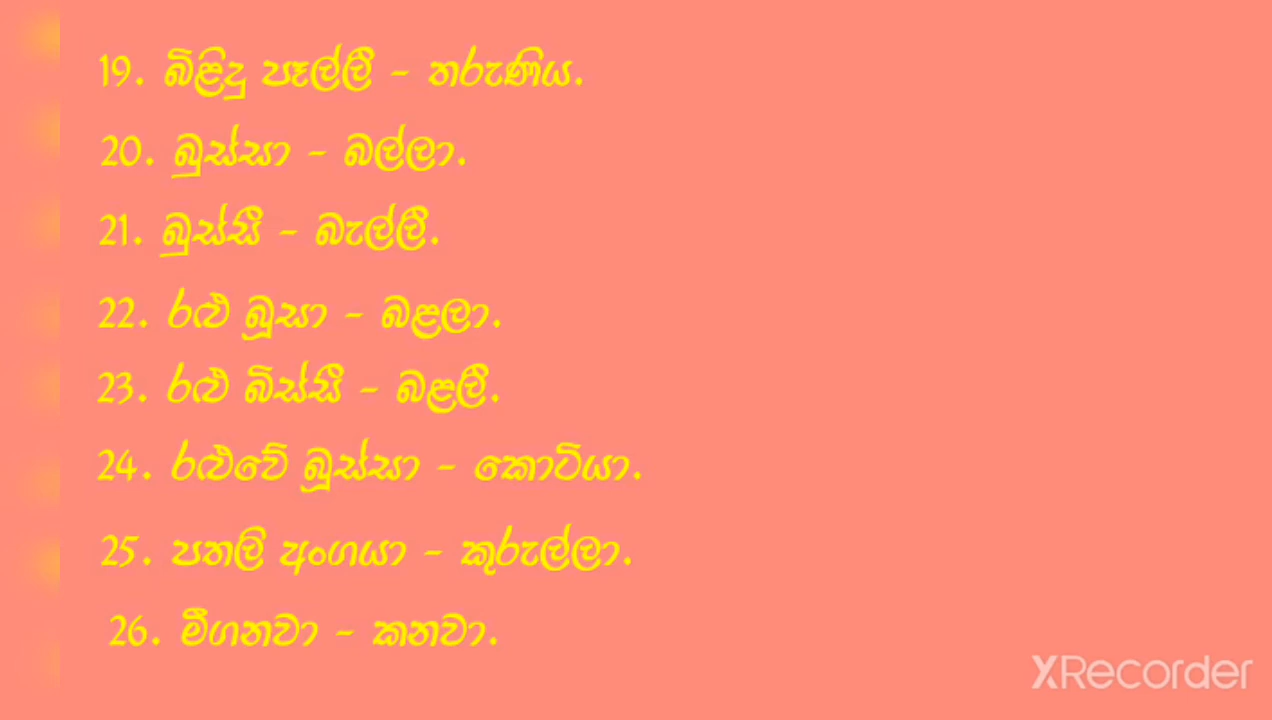 19. බිළිදු පෑල්ලී - තරුණිය.
20. බුස්සා - බල්ලා.
21. බුස්සී - බැල්ලී.
22. රළු බූසා - බළලා.
23. රළු බිස්සී - බළලී.
24. රළුවේ බූස්සා - කොටියා.
25. පතලි අංගයා - කුරුල්ලා.
26. මීගනවා - කනවා.
XRecorder